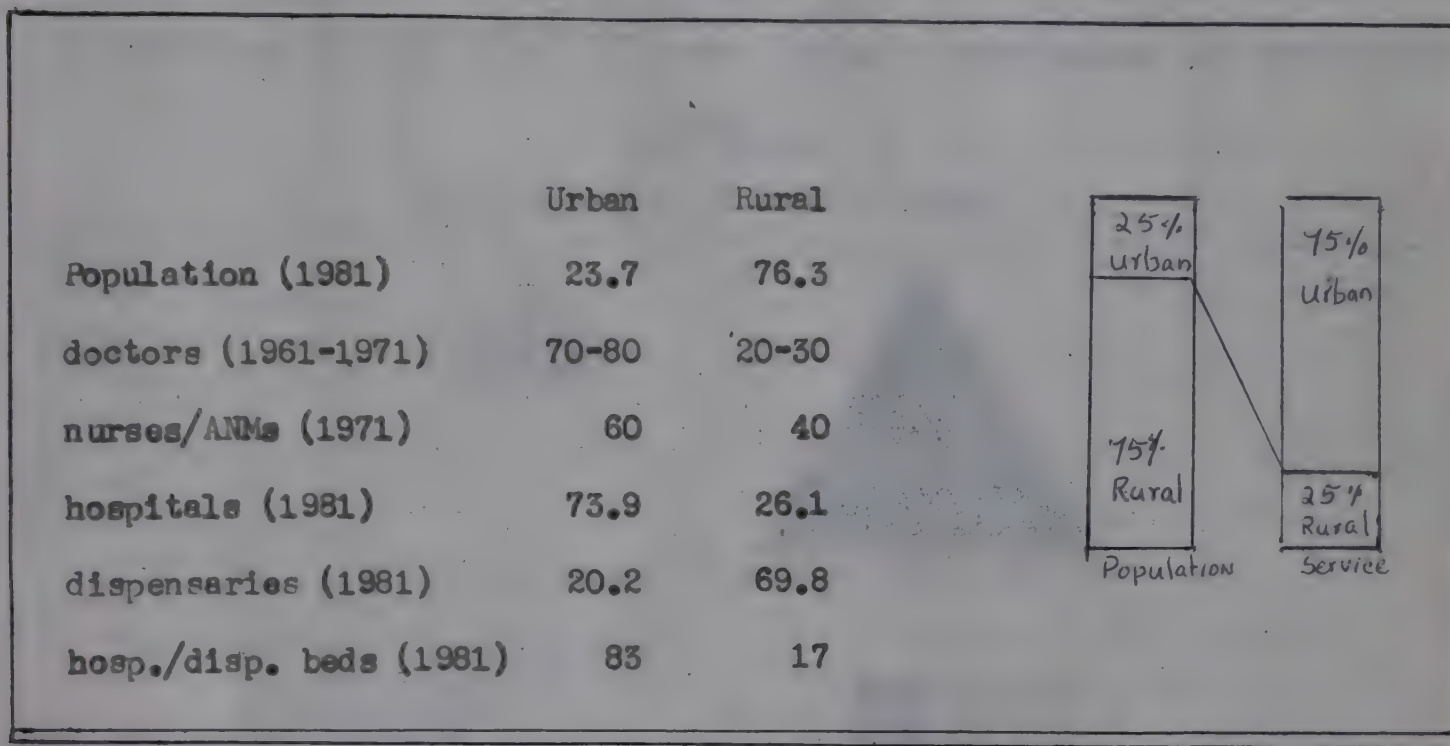 Urban Rural
Population (1981) 23.7 76.3
doctors (1961-1971) 70-80 20-30
nurses/ANMs (1971) 60 40
hospitals (1981) 73.9 26.1
dispensaries (1981) 20.2 69.8
hosp./disp. beds (1981) 83 17
25%
urban
75%
Rural
Population
75%
Urban
25%
Rural
Service